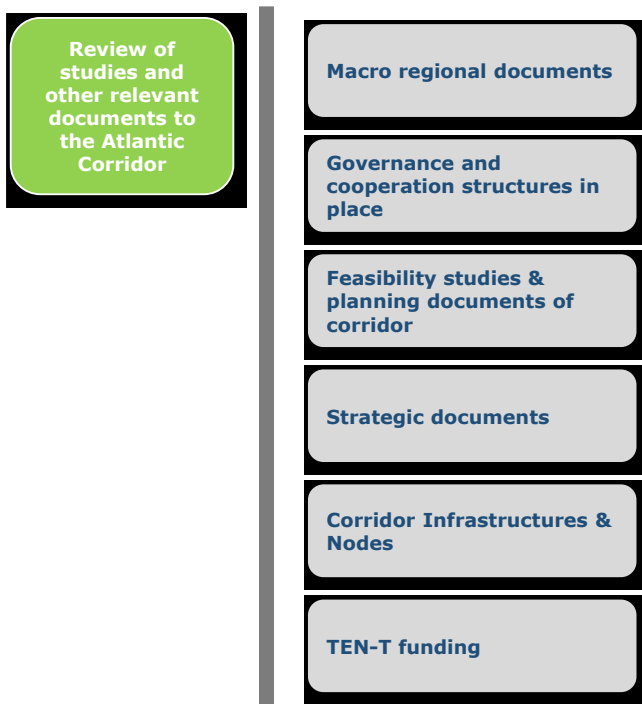 Review of
studies and
other relevant
documents to
the Atlantic
Corridor
Macro regional documents
Governance and
cooperation structures in
place
Feasibility studies &
planning documents of
corridor
Strategic documents
Corridor Infrastructures &
Nodes
TEN-T funding